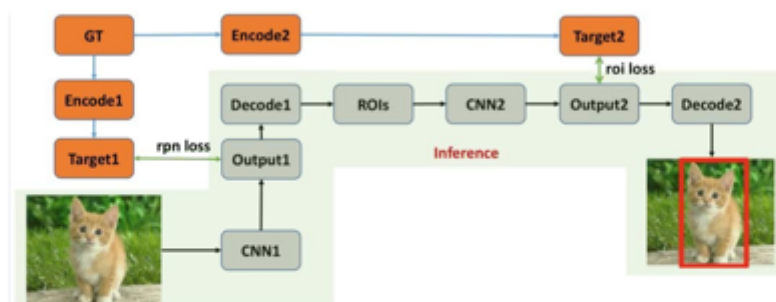 GT
Encode2
Target2
roi loss
Encode1
Decode1
ROIs
CNN2
Output2
Decode2
rpn loss
Target1
Output1
Inference
CNN1